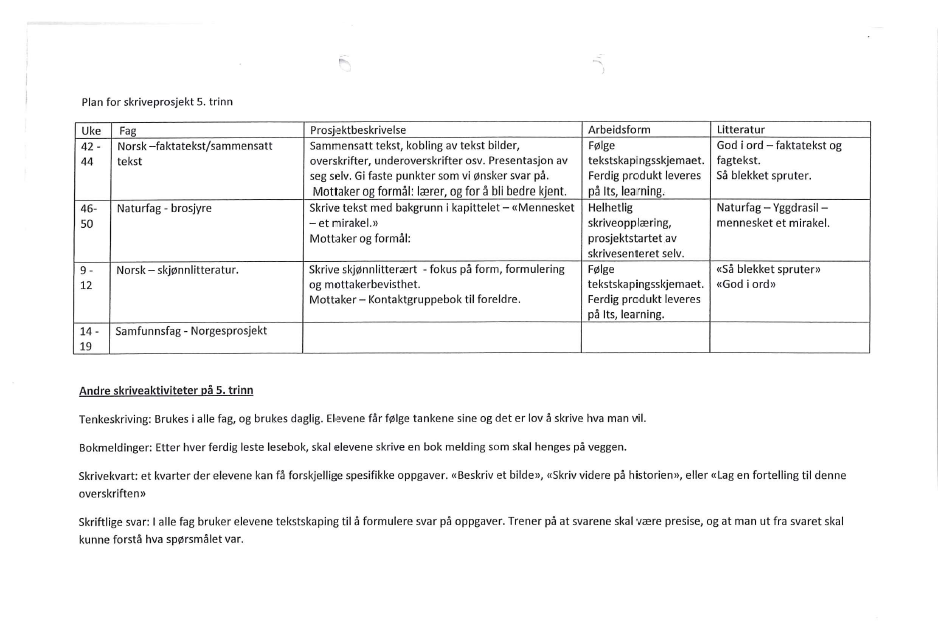 Plan for skriveprosjekt 5. trinn
Uke Fag Prosjektbeskrivelse Arbeidsform Litteratur
42 - Norsk –faktatekst/sammensatt Sammensatt tekst, kobling av tekst bilder, Følge God i ord – faktatekst og
44 tekst overskrifter, underoverskrifter osv. Presentasjon av tekstskapingsskjemaet. fagtekst.
seg selv. Gi faste punkter som vi ønsker svar på. Ferdig produkt leveres Så blekket spruter.
Mottaker og formål: lærer, og for å bli bedre kjent. på Its, learning.
46- Naturfag - brosjyre Skrive tekst med bakgrunn i kapittelet – «Mennesket Helhetlig Naturfag – Yggdrasil –
50 – et mirakel.» skriveopplæring, mennesket et mirakel.
Mottaker og formål: prosjektstartet av
skrivesenteret selv.
9 - Norsk – skjønnlitteratur. Skrive skjønnlitterært - fokus på form, formulering Følge «Så blekket spruter»
12 og mottakerbevisthet. tekstskapingsskjemaet. «God i ord»
Mottaker – Kontaktgruppebok til foreldre. Ferdig produkt leveres
på Its, learning.
14 - Samfunnsfag - Norgesprosjekt
19
Andre skriveaktiviteter på 5. trinn
Tenkeskriving: Brukes i alle fag, og brukes daglig. Elevene får følge tankene sine og det er lov å skrive hva man vil.
Bokmeldinger: Etter hver ferdig leste lesebok, skal elevene skrive en bok melding som skal henges på veggen.
Skrivekvart: et kvarter der elevene kan få forskjellige spesifikke oppgaver. «Beskriv et bilde», «Skriv videre på historien», eller «Lag en fortelling til denne
overskriften»
Skriftlige svar: I alle fag bruker elevene tekstskaping til å formulere svar på oppgaver. Trener på at svarene skal være presise, og at man ut fra svaret skal
kunne forstå hva spørsmålet var.